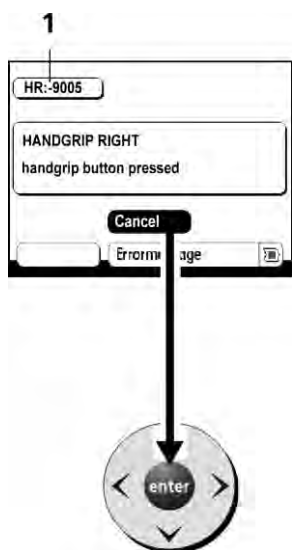 1
HR:-9005
HANDGRIP RIGHT
handgrip button pressed
Cancel
enter